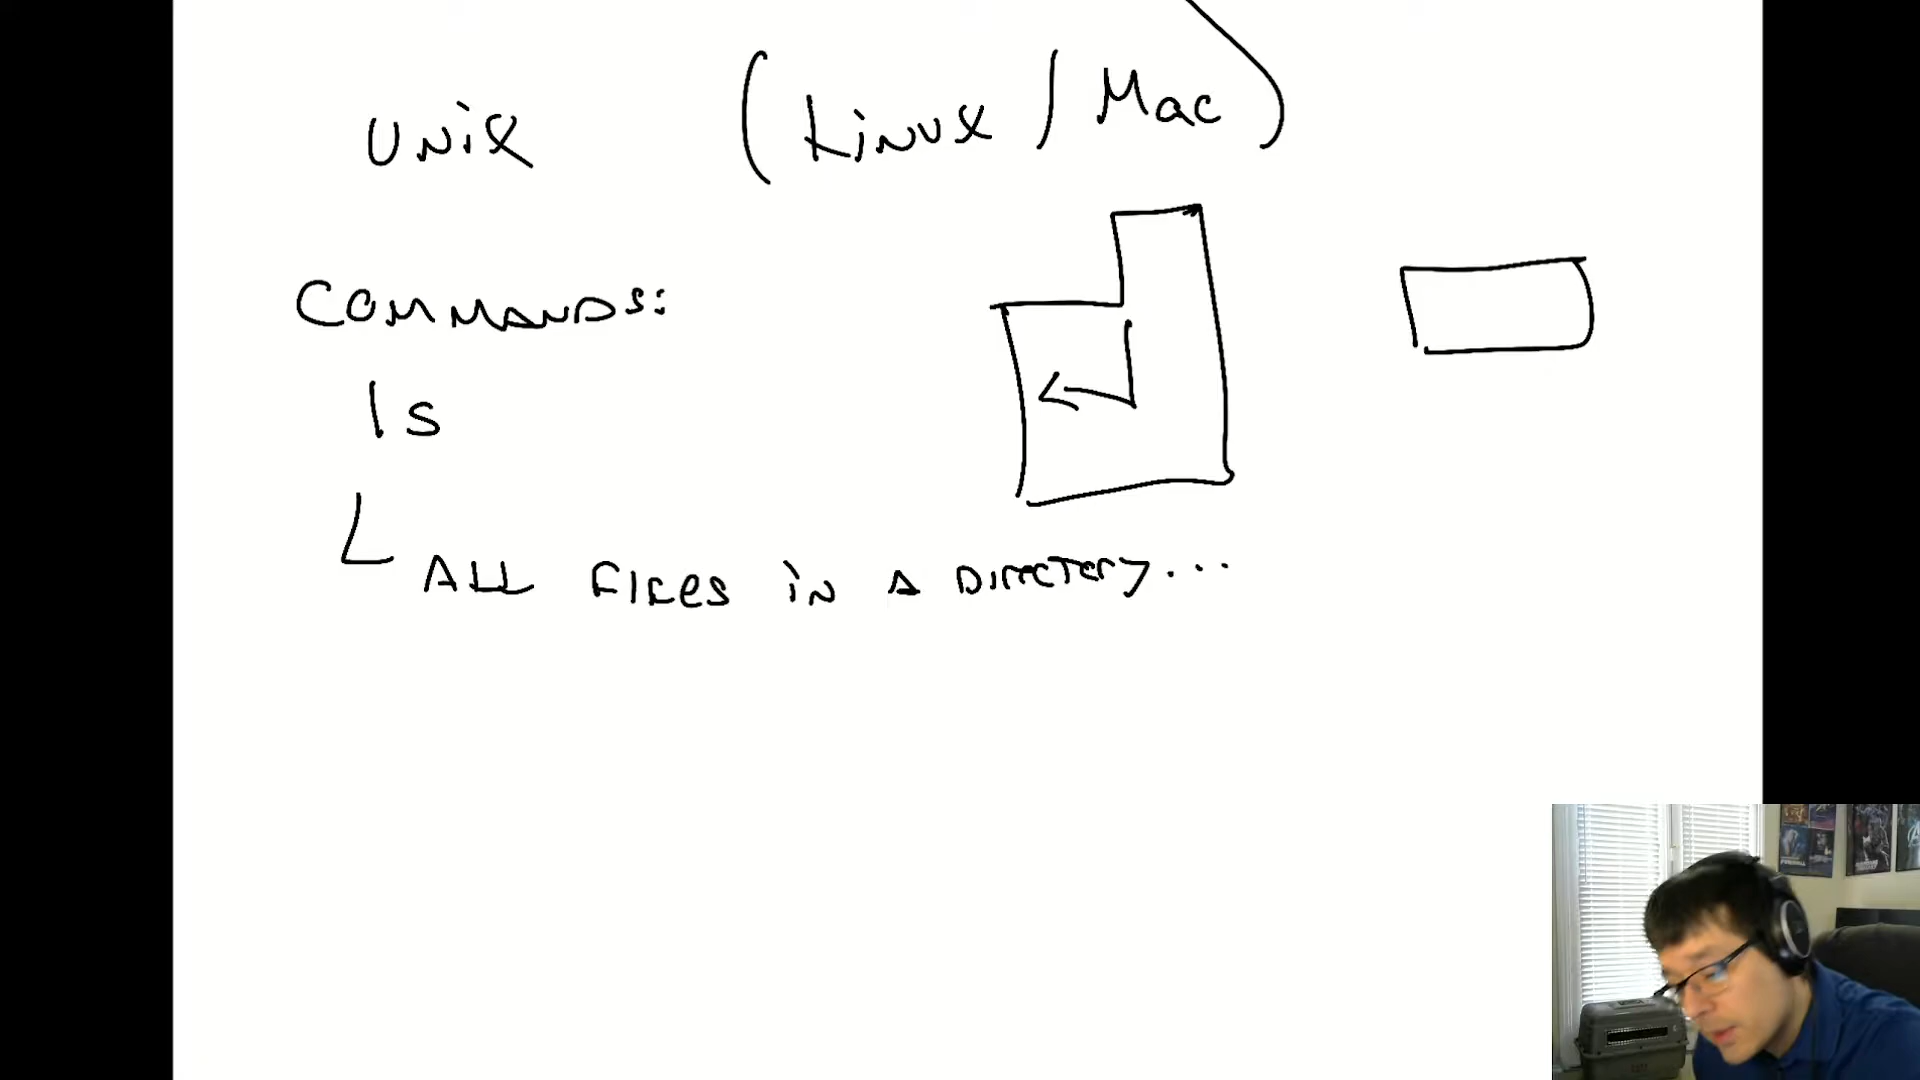 Unix (Linux / Mac)
Commands:
ls
ALL Files in A Directory...